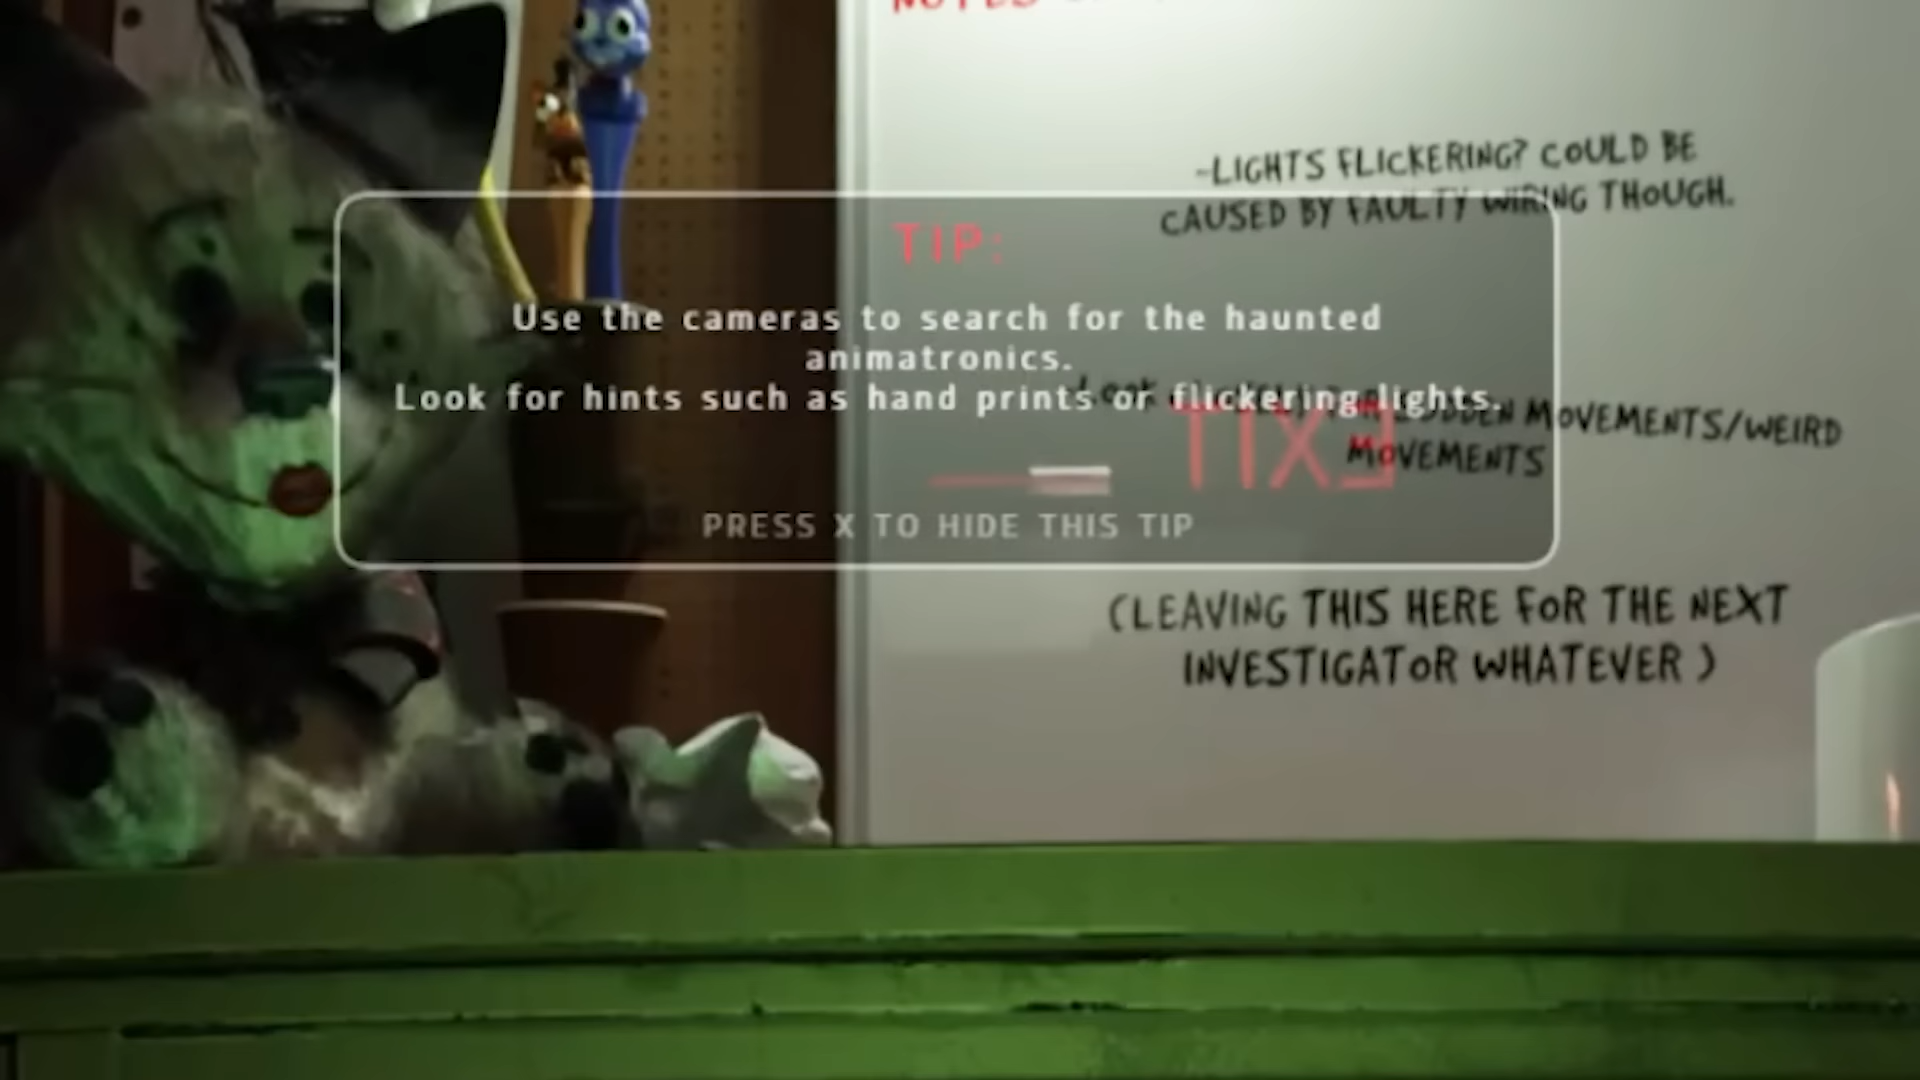 -LIGHTS FLICKERING? COULD BE
CAUSED BY FAULTY WIRING THOUGH.
TIP:
Use the cameras to search for the haunted
animatronics.
Look for hints such as hand prints or flickering lights.
Look
MOVEMENTS/WEIRD
MOVEMENTS
EXIT
PRESS X TO HIDE THIS TIP
(LEAVING THIS HERE FOR THE NEXT
INVESTIGATOR WHATEVER )